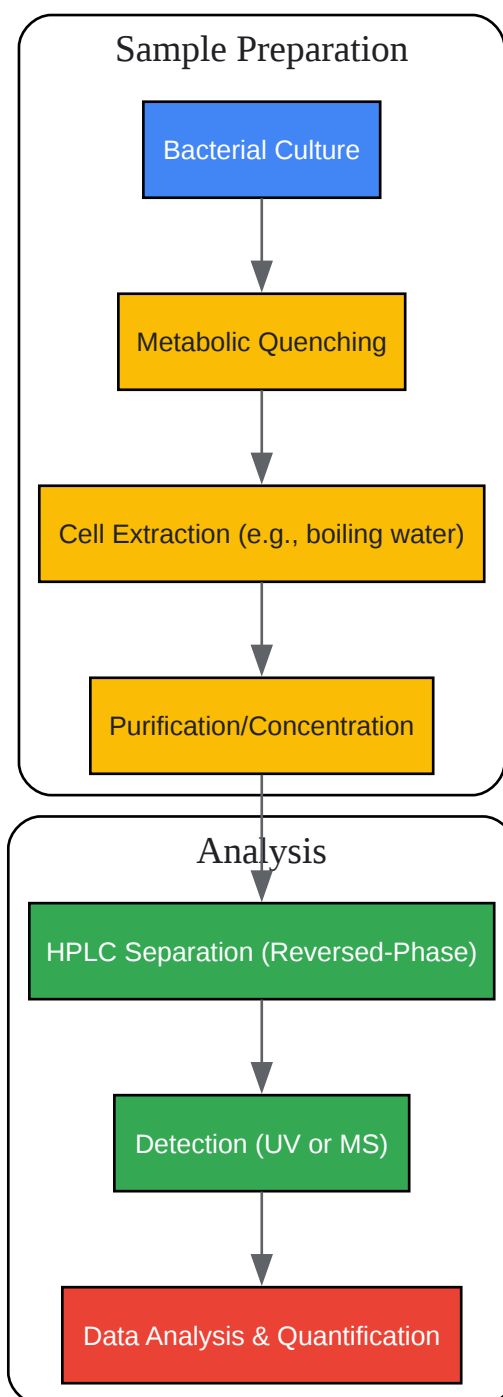 Sample Preparation
Bacterial Culture
Metabolic Quenching
Cell Extraction (e.g., boiling water)
Purification/Concentration
Analysis
HPLC Separation (Reversed-Phase)
Detection (UV or MS)
Data Analysis & Quantification